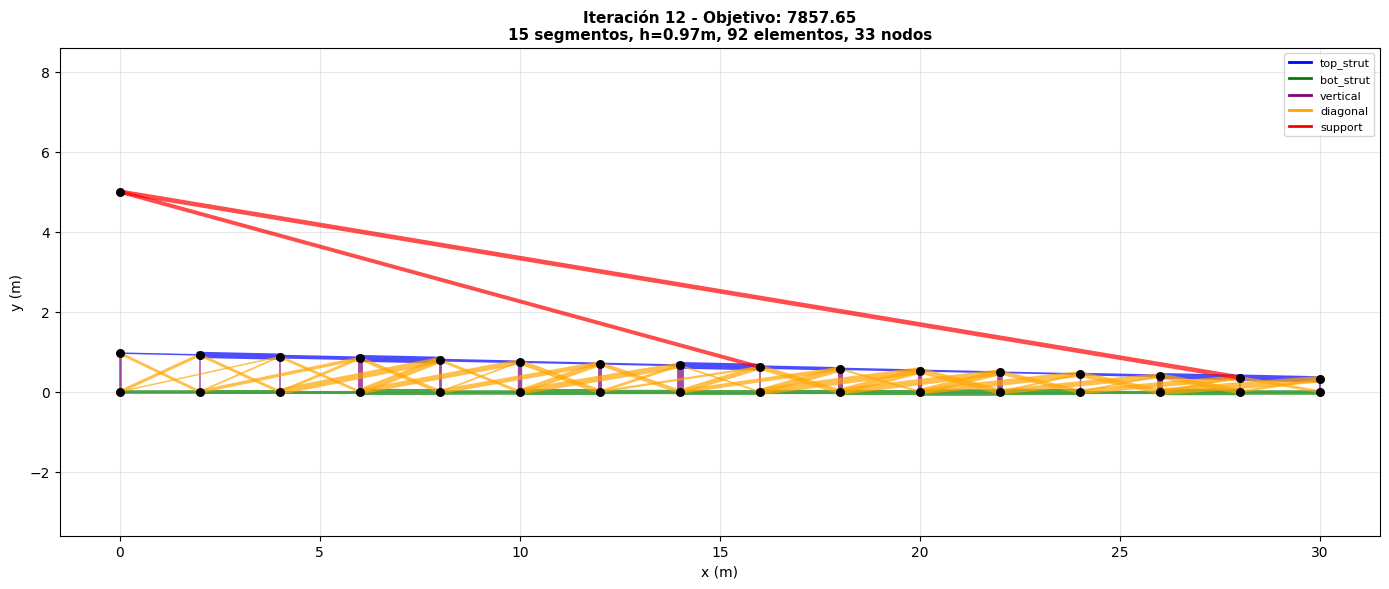 Iteración 12 - Objetivo: 7857.65
15 segmentos, h=0.97m, 92 elementos, 33 nodos
y (m)
8
6
4
2
0
−2
0
5
10
15
20
25
30
x (m)
top_strut
bot_strut
vertical
diagonal
support